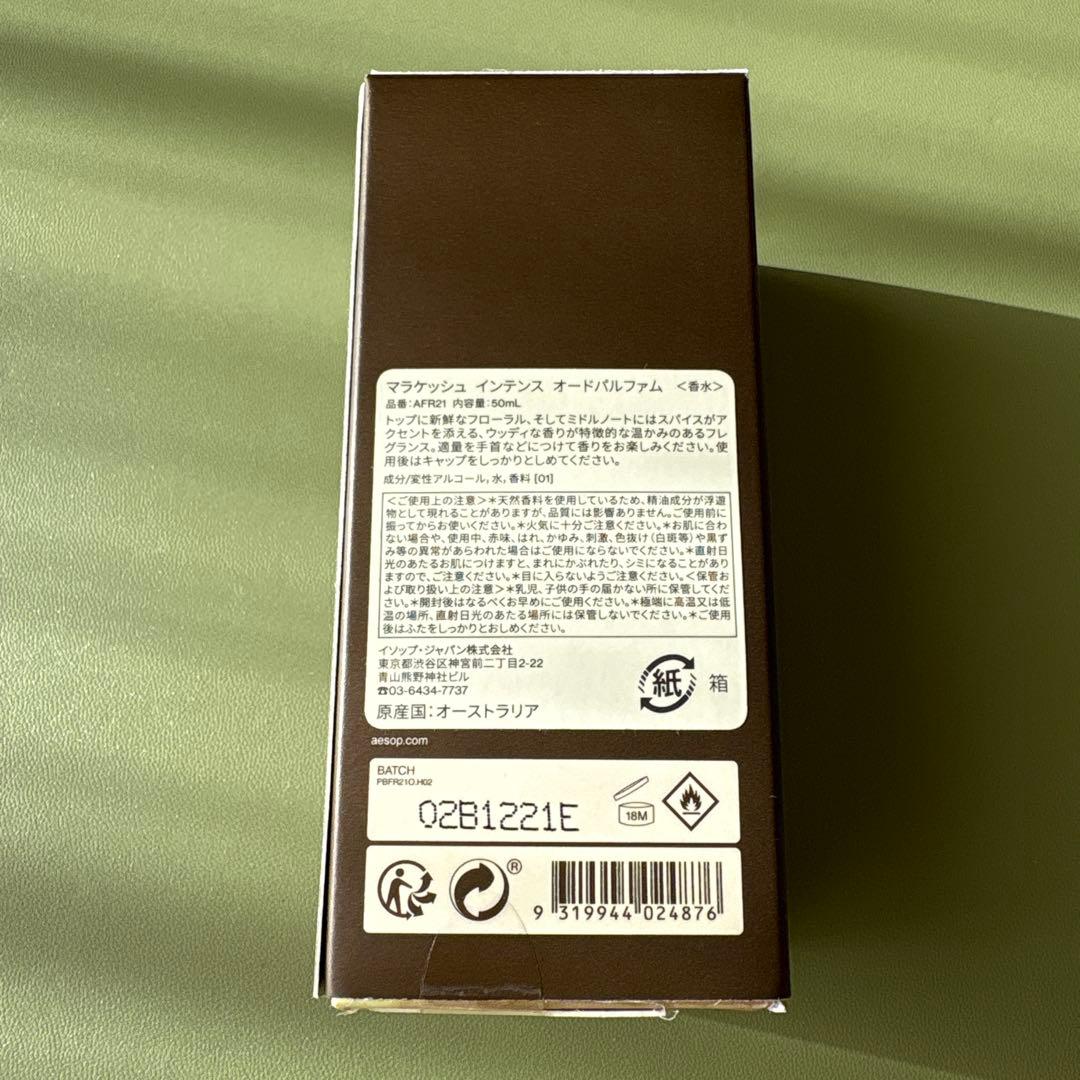 マラケッシュ インテンス オードパルファム <香水>
品番:AFR21 内容量:50mL
トップに新鮮なフローラル、そしてミドルノートにはスパイスが
アクセントを添える、ウッディな香りが特徴的な温かみのあるフレ
グランス。適量を手首などにつけて香りをお楽しみください。使
用後はキャップをしっかりとしめてください。
成分/変性アルコール, 水, 香料 [01]
<ご使用上の注意>*天然香料を使用しているため、精油成分が浮遊
物として現れることがありますが、品質には影響ありません。ご使用前に
振ってからお使いください。*火気に十分ご注意ください。*お肌に合わ
ない場合や、使用中、赤味、はれ、かゆみ、刺激、色抜け(白斑等)や黒ず
み等の異常があらわれた場合はご使用にならないでください。*直射日
光のあたるお肌につけますと、まれにかぶれたり、シミになることがあり
ますので、ご注意ください。*目に入らないようご注意ください。<保管
および取り扱い上の注意>*乳児、子供の手の届かない所に保管してく
ださい。*開封後はなるべくお早めにご使用ください。*極端に高温又は低
温の場所、直射日光のあたる場所には保管しないでください。*ご使用
後はふたをしっかりとおしめください。
イソップ・ジャパン株式会社
東京都渋谷区神宮前二丁目2-22
青山熊野神社ビル
☎03-6434-7737
原産国:オーストラリア
紙 箱
aesop.com
BATCH
PBFR21O.H02
02B1221E
18M
®
9 319944 024876